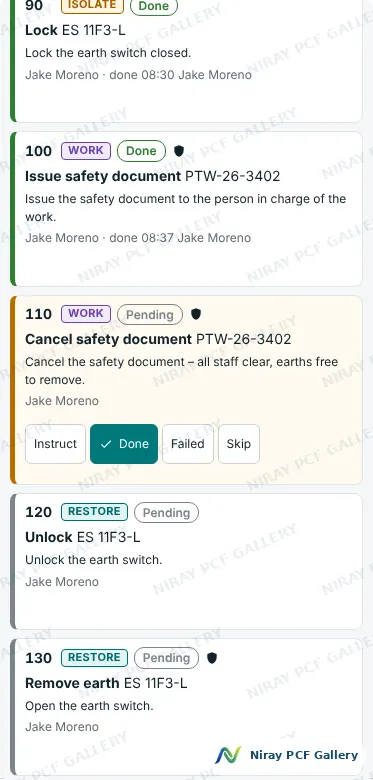 90 ISOLATE Done
Lock ES 11F3-L
Lock the earth switch closed.
Jake Moreno · done 08:30 Jake Moreno
100 WORK Done
Issue safety document PTW-26-3402
Issue the safety document to the person in charge of the
work.
Jake Moreno · done 08:37 Jake Moreno
110 WORK Pending
Cancel safety document PTW-26-3402
Cancel the safety document – all staff clear, earths free
to remove.
Jake Moreno
Instruct ✓ Done Failed Skip
120 RESTORE Pending
Unlock ES 11F3-L
Unlock the earth switch.
Jake Moreno
130 RESTORE Pending
Remove earth ES 11F3-L
Open the earth switch.
Jake Moreno
Niray PCF Gallery
NIRAY PCF GALLERY